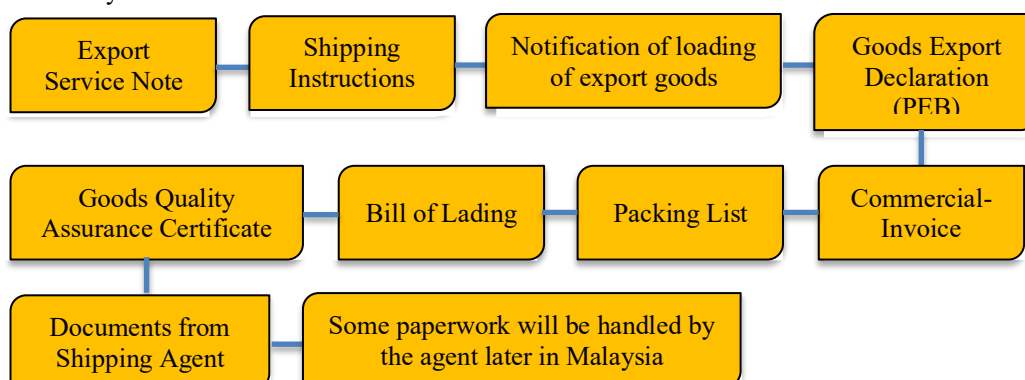 Export
Service Note
Shipping
Instructions
Notification of loading
of export goods
Goods Export
Declaration
(PEB)
Commercial-
Invoice
Packing List
Bill of Lading
Goods Quality
Assurance Certificate
Documents from
Shipping Agent
Some paperwork will be handled by
the agent later in Malaysia